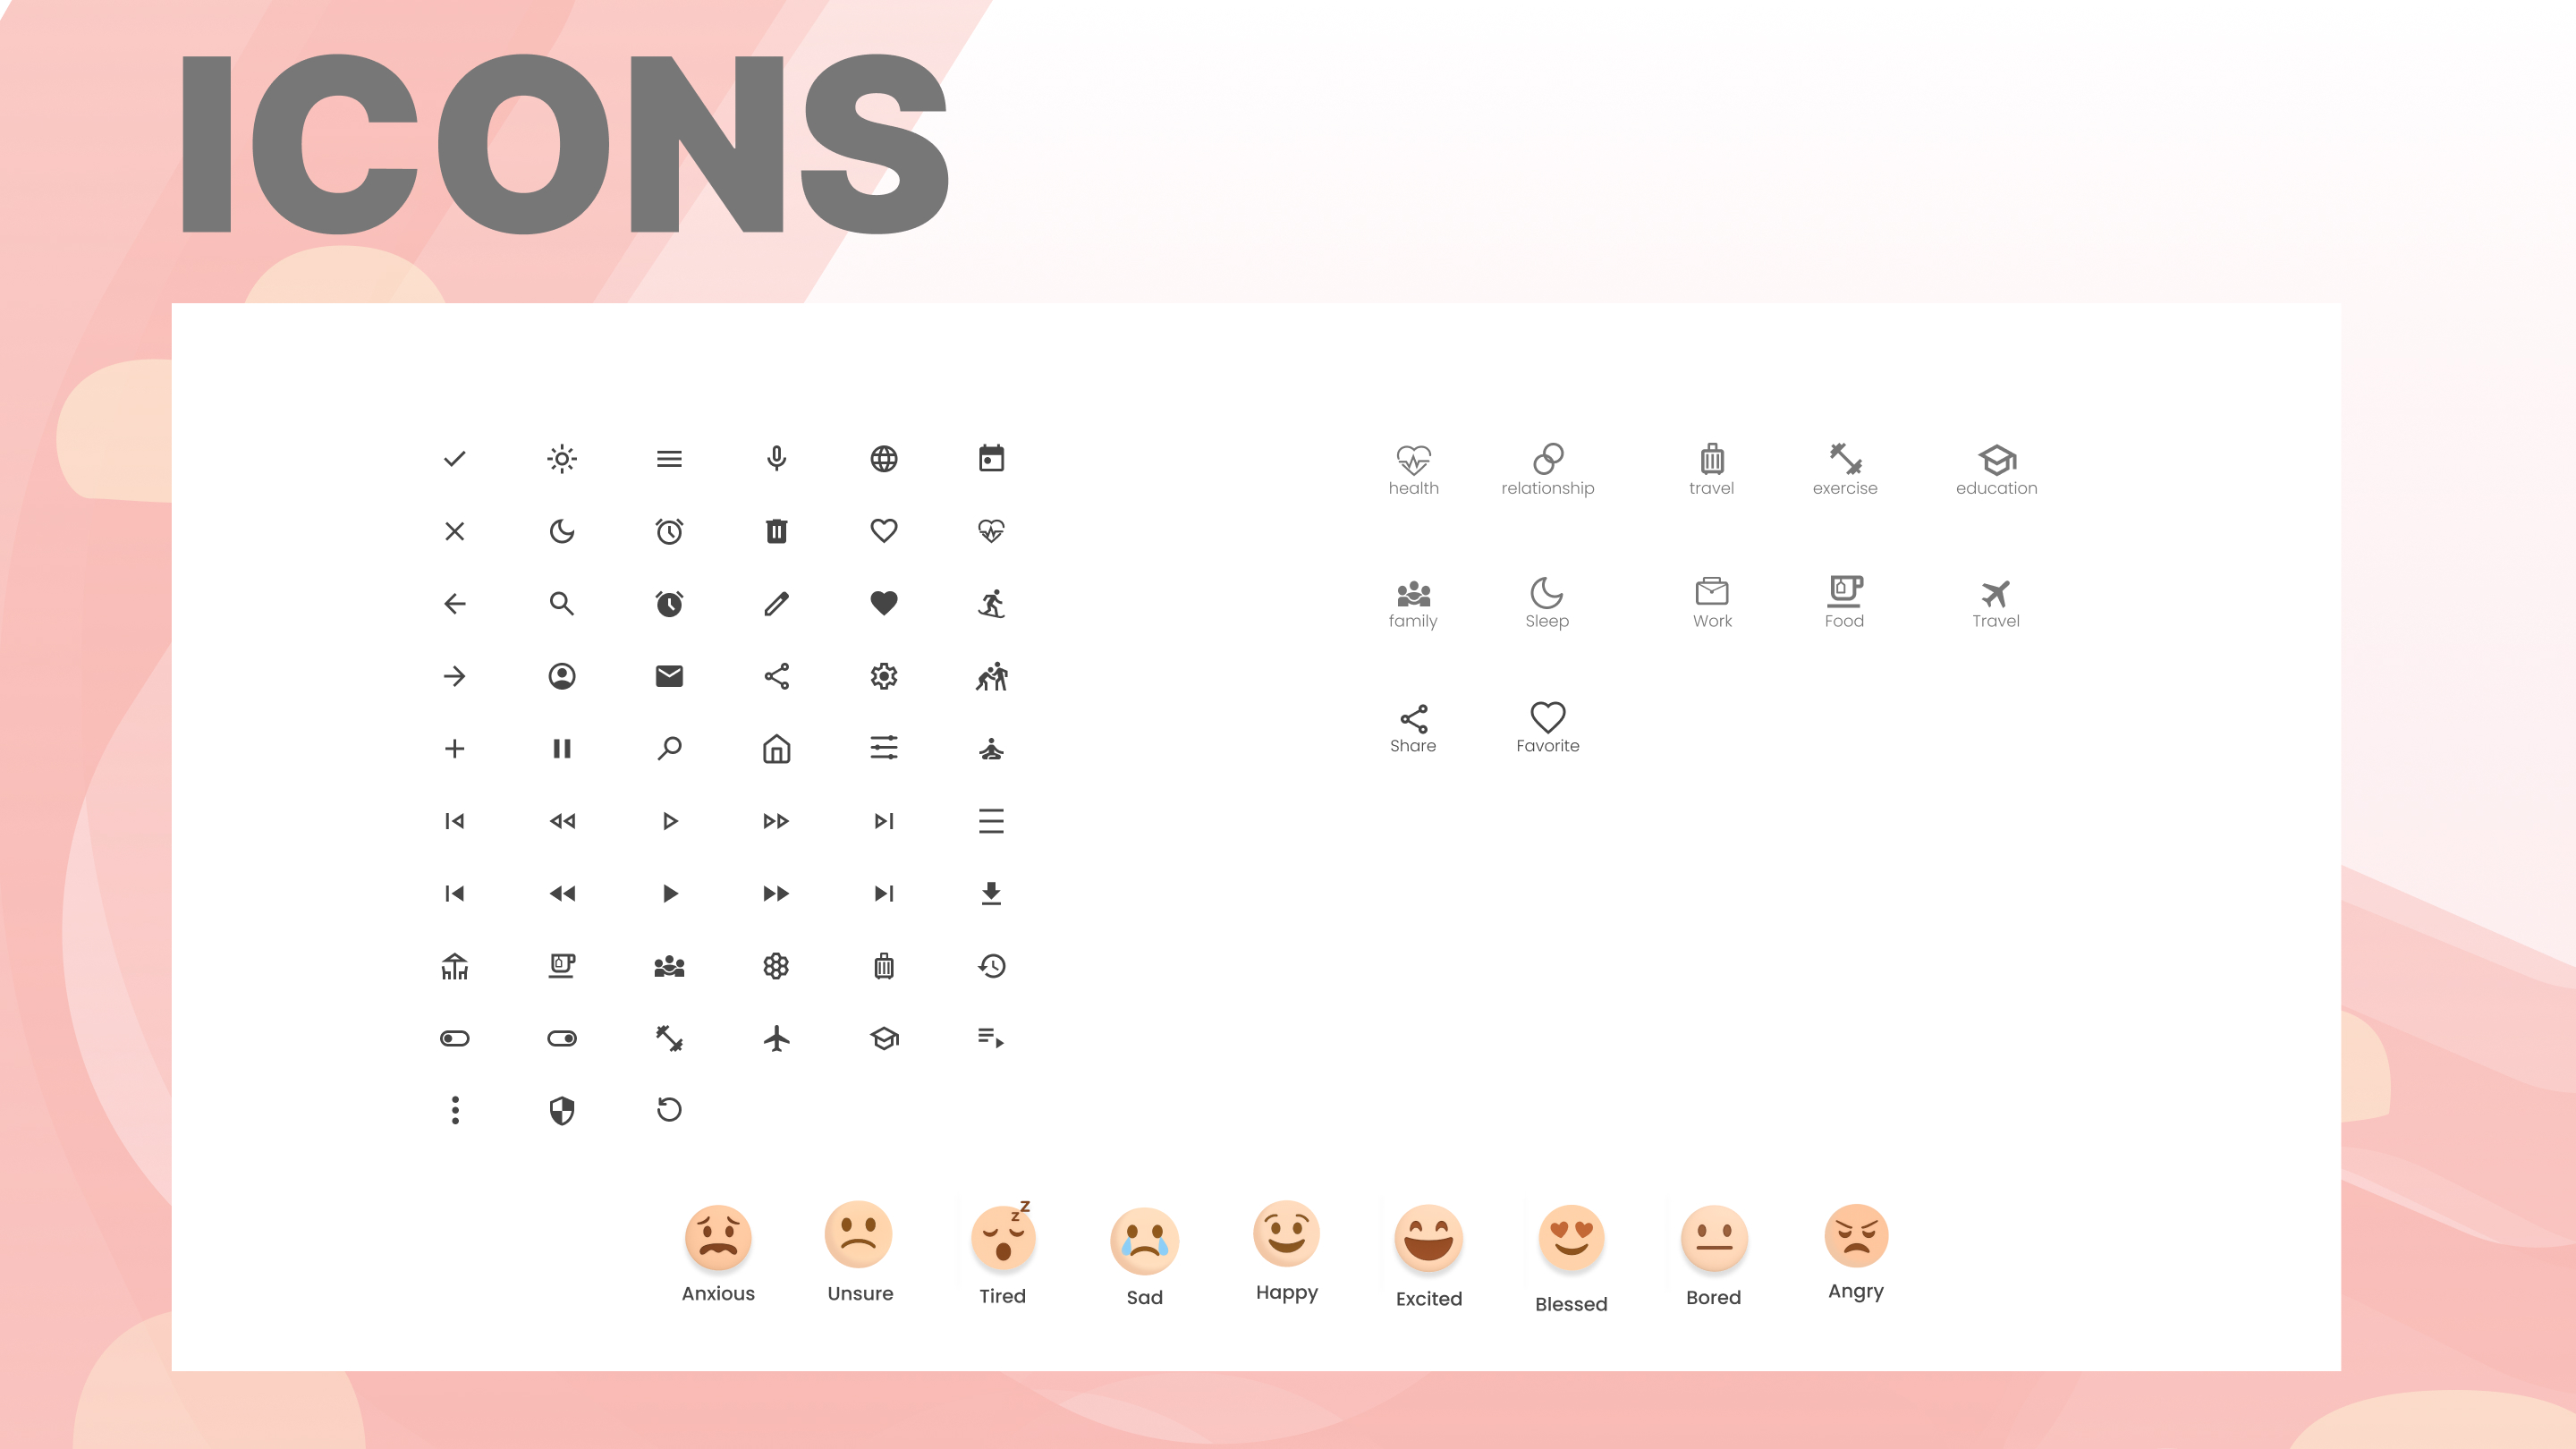 ICONS
health relationship travel exercise education
family Sleep Work Food Travel
Share Favorite
z
z
Anxious Unsure Tired Sad Happy Excited Blessed Bored Angry